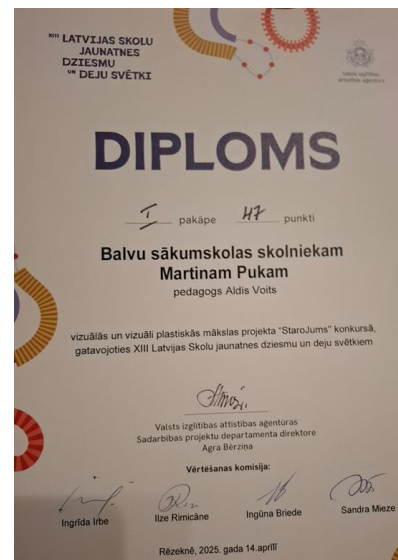 XIII LATVIJAS SKOLU
JAUNATNES
DZIESMU
UN DEJU SVĒTKI
Valsts izglītības
attīstības aģentūra
DIPLOMS
I pakāpe 47 punkti
Balvu sākumskolas skolniekam
Martinam Pukam
pedagogs Aldis Voits
vizuālās un vizuāli plastiskās mākslas projekta "StaroJums" konkursā,
gatavojoties XIII Latvijas Skolu jaunatnes dziesmu un deju svētkiem
Valsts izglītības attīstības aģentūras
Sadarbības projektu departamenta direktore
Agra Bērziņa
Vērtēšanas komisija:
Ingrīda Irbe
Ilze Rimicāne
Ingūna Briede
Sandra Mieze
Rēzeknē, 2025. gada 14.aprīlī